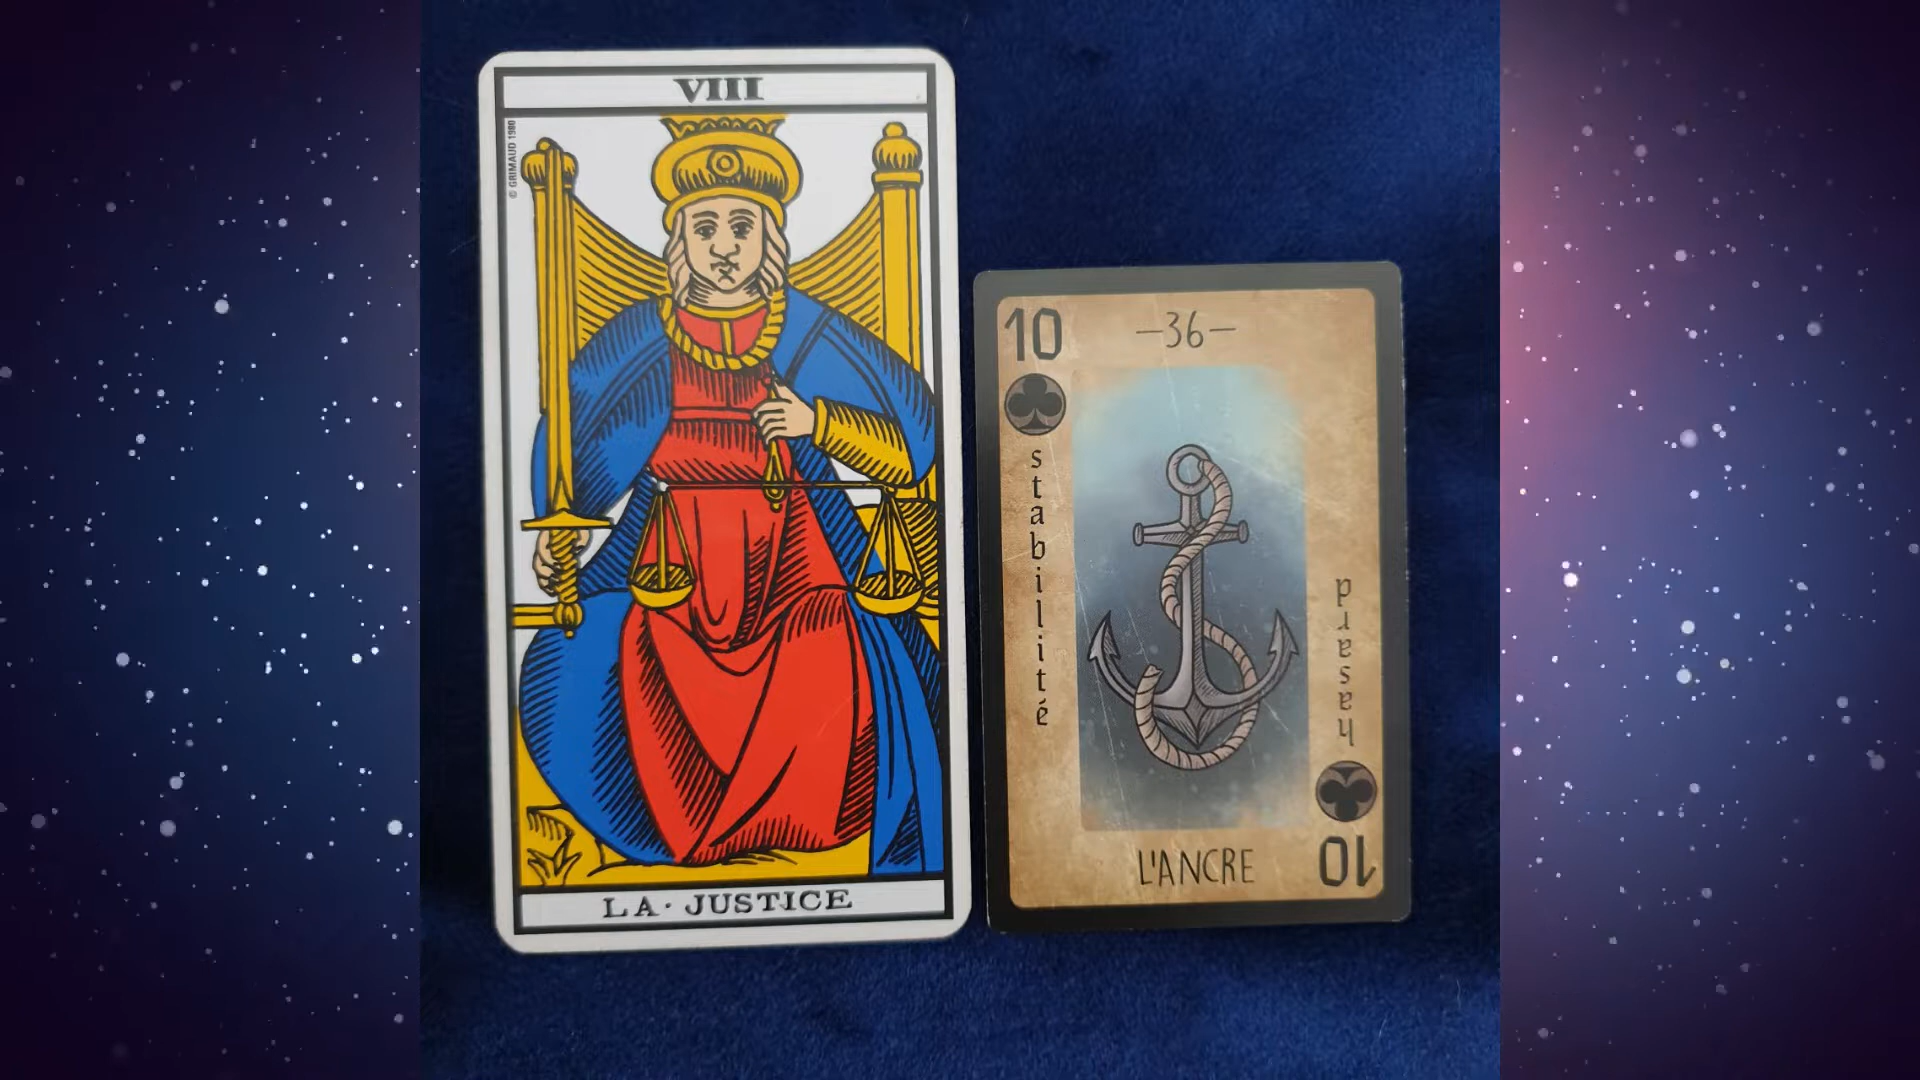 VIII
© GRIMAUD 1980
LA · JUSTICE
10
—36—
stabilité
hasard
L'ANCRE
10